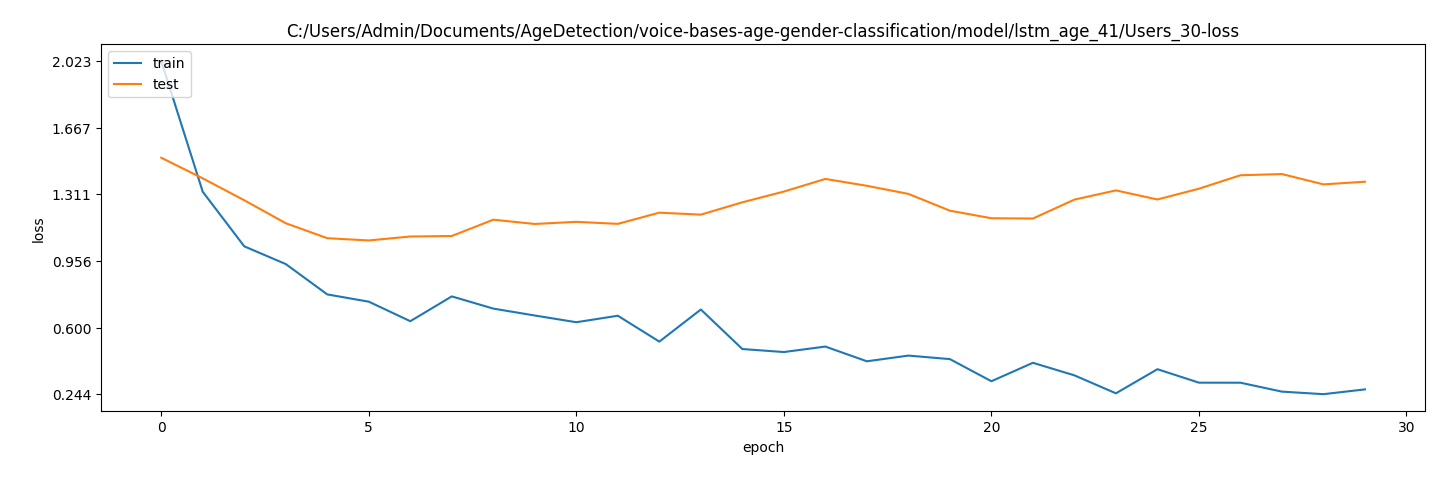 C:/Users/Admin/Documents/AgeDetection/voice-bases-age-gender-classification/model/lstm_age_41/Users_30-loss
train
test
2.023
1.667
1.311
0.956
0.600
0.244
loss
0 5 10 15 20 25 30
epoch